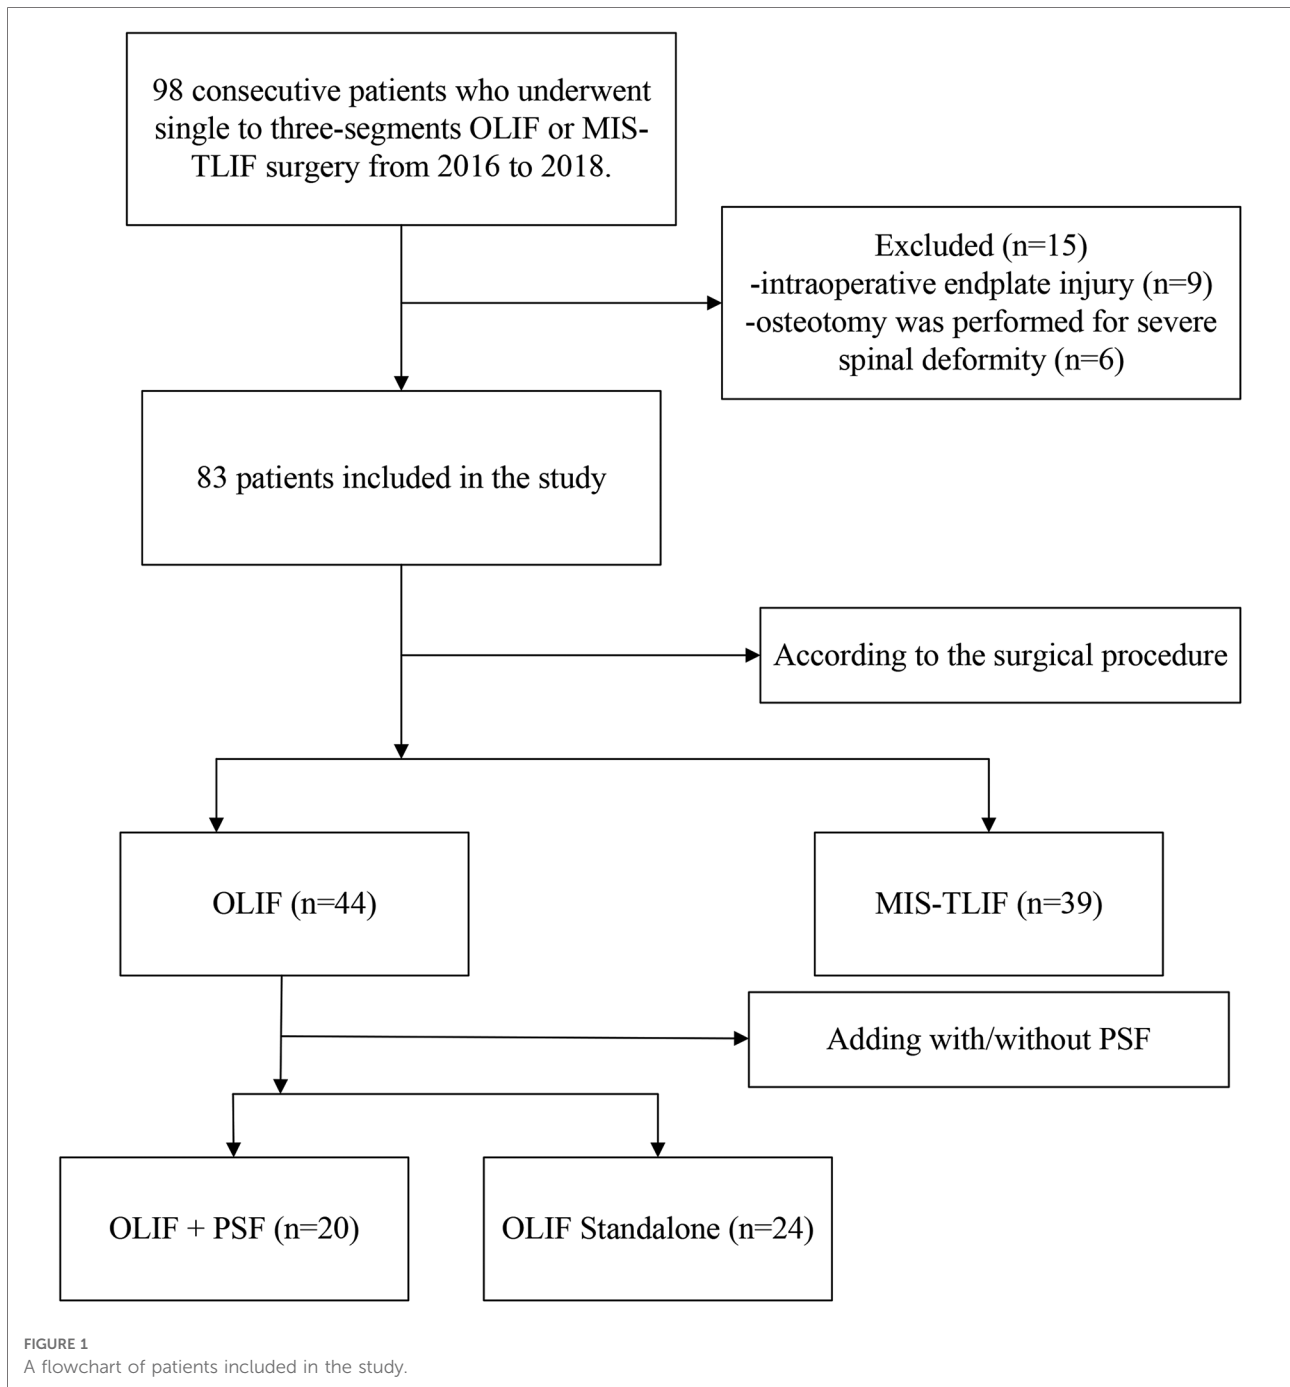 98 consecutive patients who underwent
single to three-segments OLIF or MIS-
TLIF surgery from 2016 to 2018.
Excluded (n=15)
-intraoperative endplate injury (n=9)
-osteotomy was performed for severe
spinal deformity (n=6)
83 patients included in the study
According to the surgical procedure
OLIF (n=44)
MIS-TLIF (n=39)
Adding with/without PSF
OLIF + PSF (n=20)
OLIF Standalone (n=24)
FIGURE 1
A flowchart of patients included in the study.